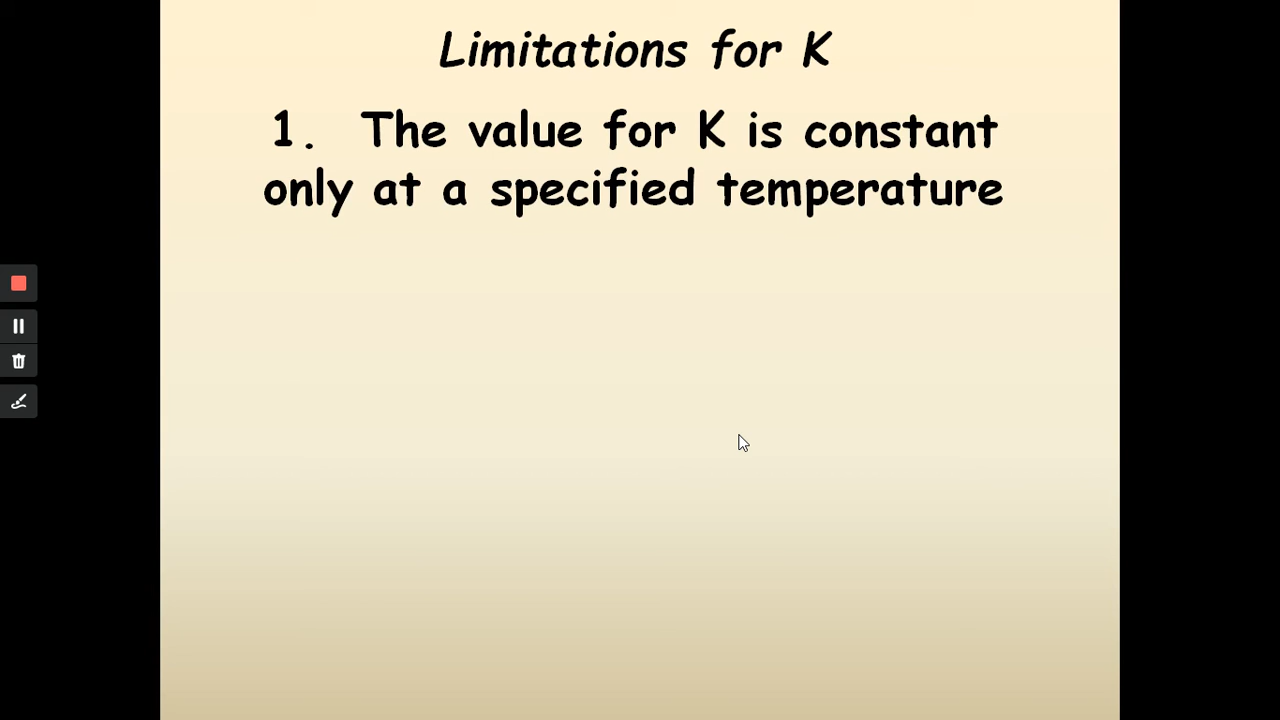 Limitations for K
1. The value for K is constant
only at a specified temperature